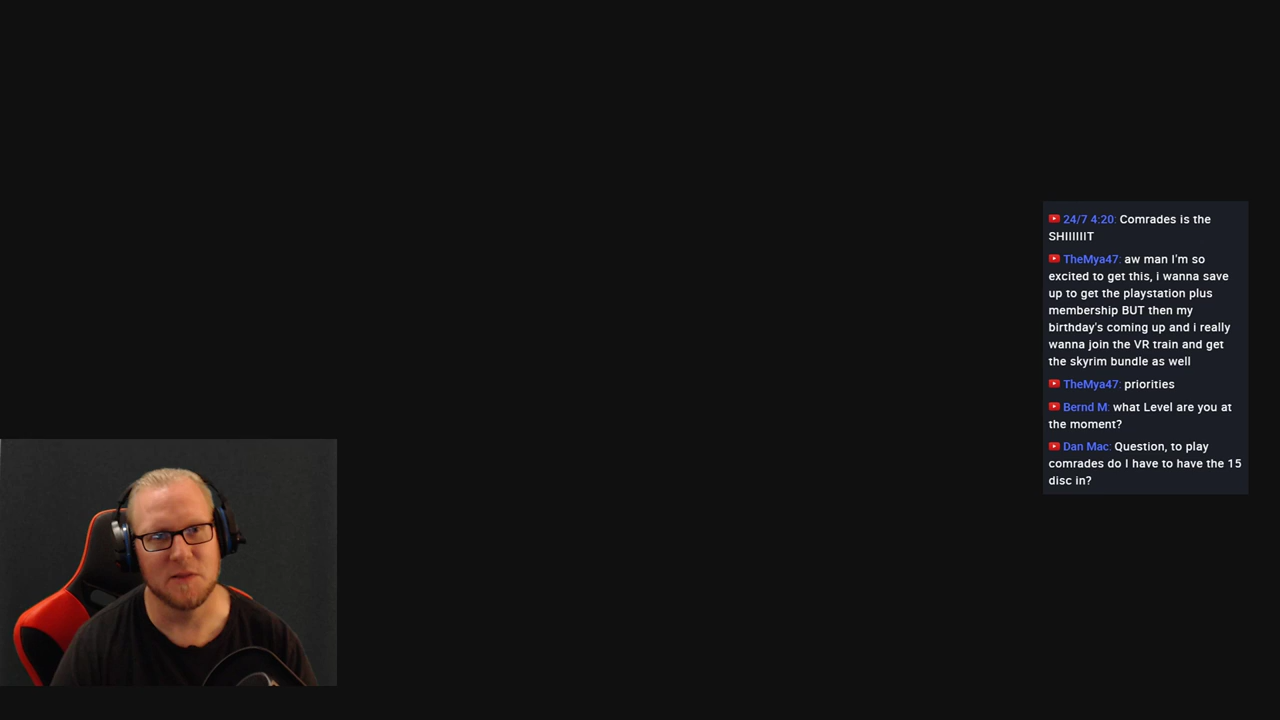 24/7 4:20: Comrades is the
SHIIIIIIT
TheMya47: aw man I'm so
excited to get this, i wanna save
up to get the playstation plus
membership BUT then my
birthday's coming up and i really
wanna join the VR train and get
the skyrim bundle as well
TheMya47: priorities
Bernd M: what Level are you at
the moment?
Dan Mac: Question, to play
comrades do I have to have the 15
disc in?